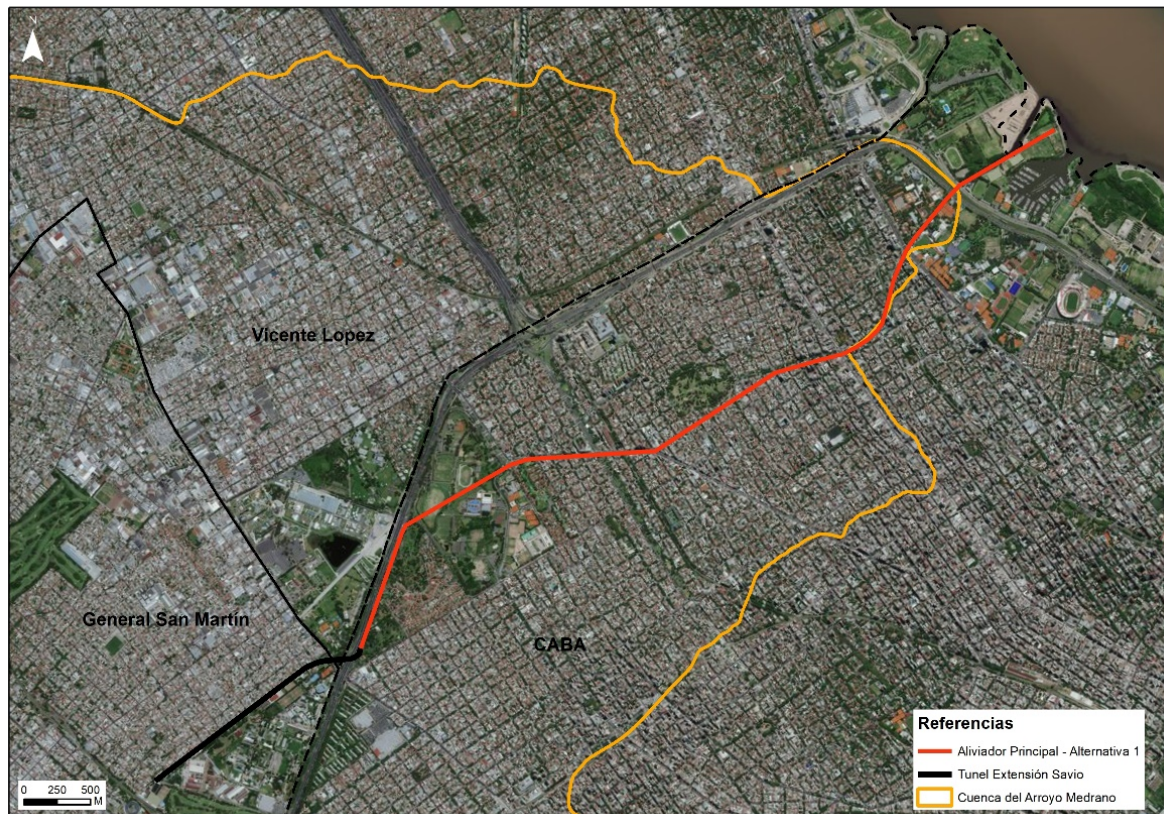 N
Vicente Lopez
General San Martín
CABA
Referencias
Aliviador Principal - Alternativa 1
Tunel Extensión Savio
Cuenca del Arroyo Medrano
0 250 500
M